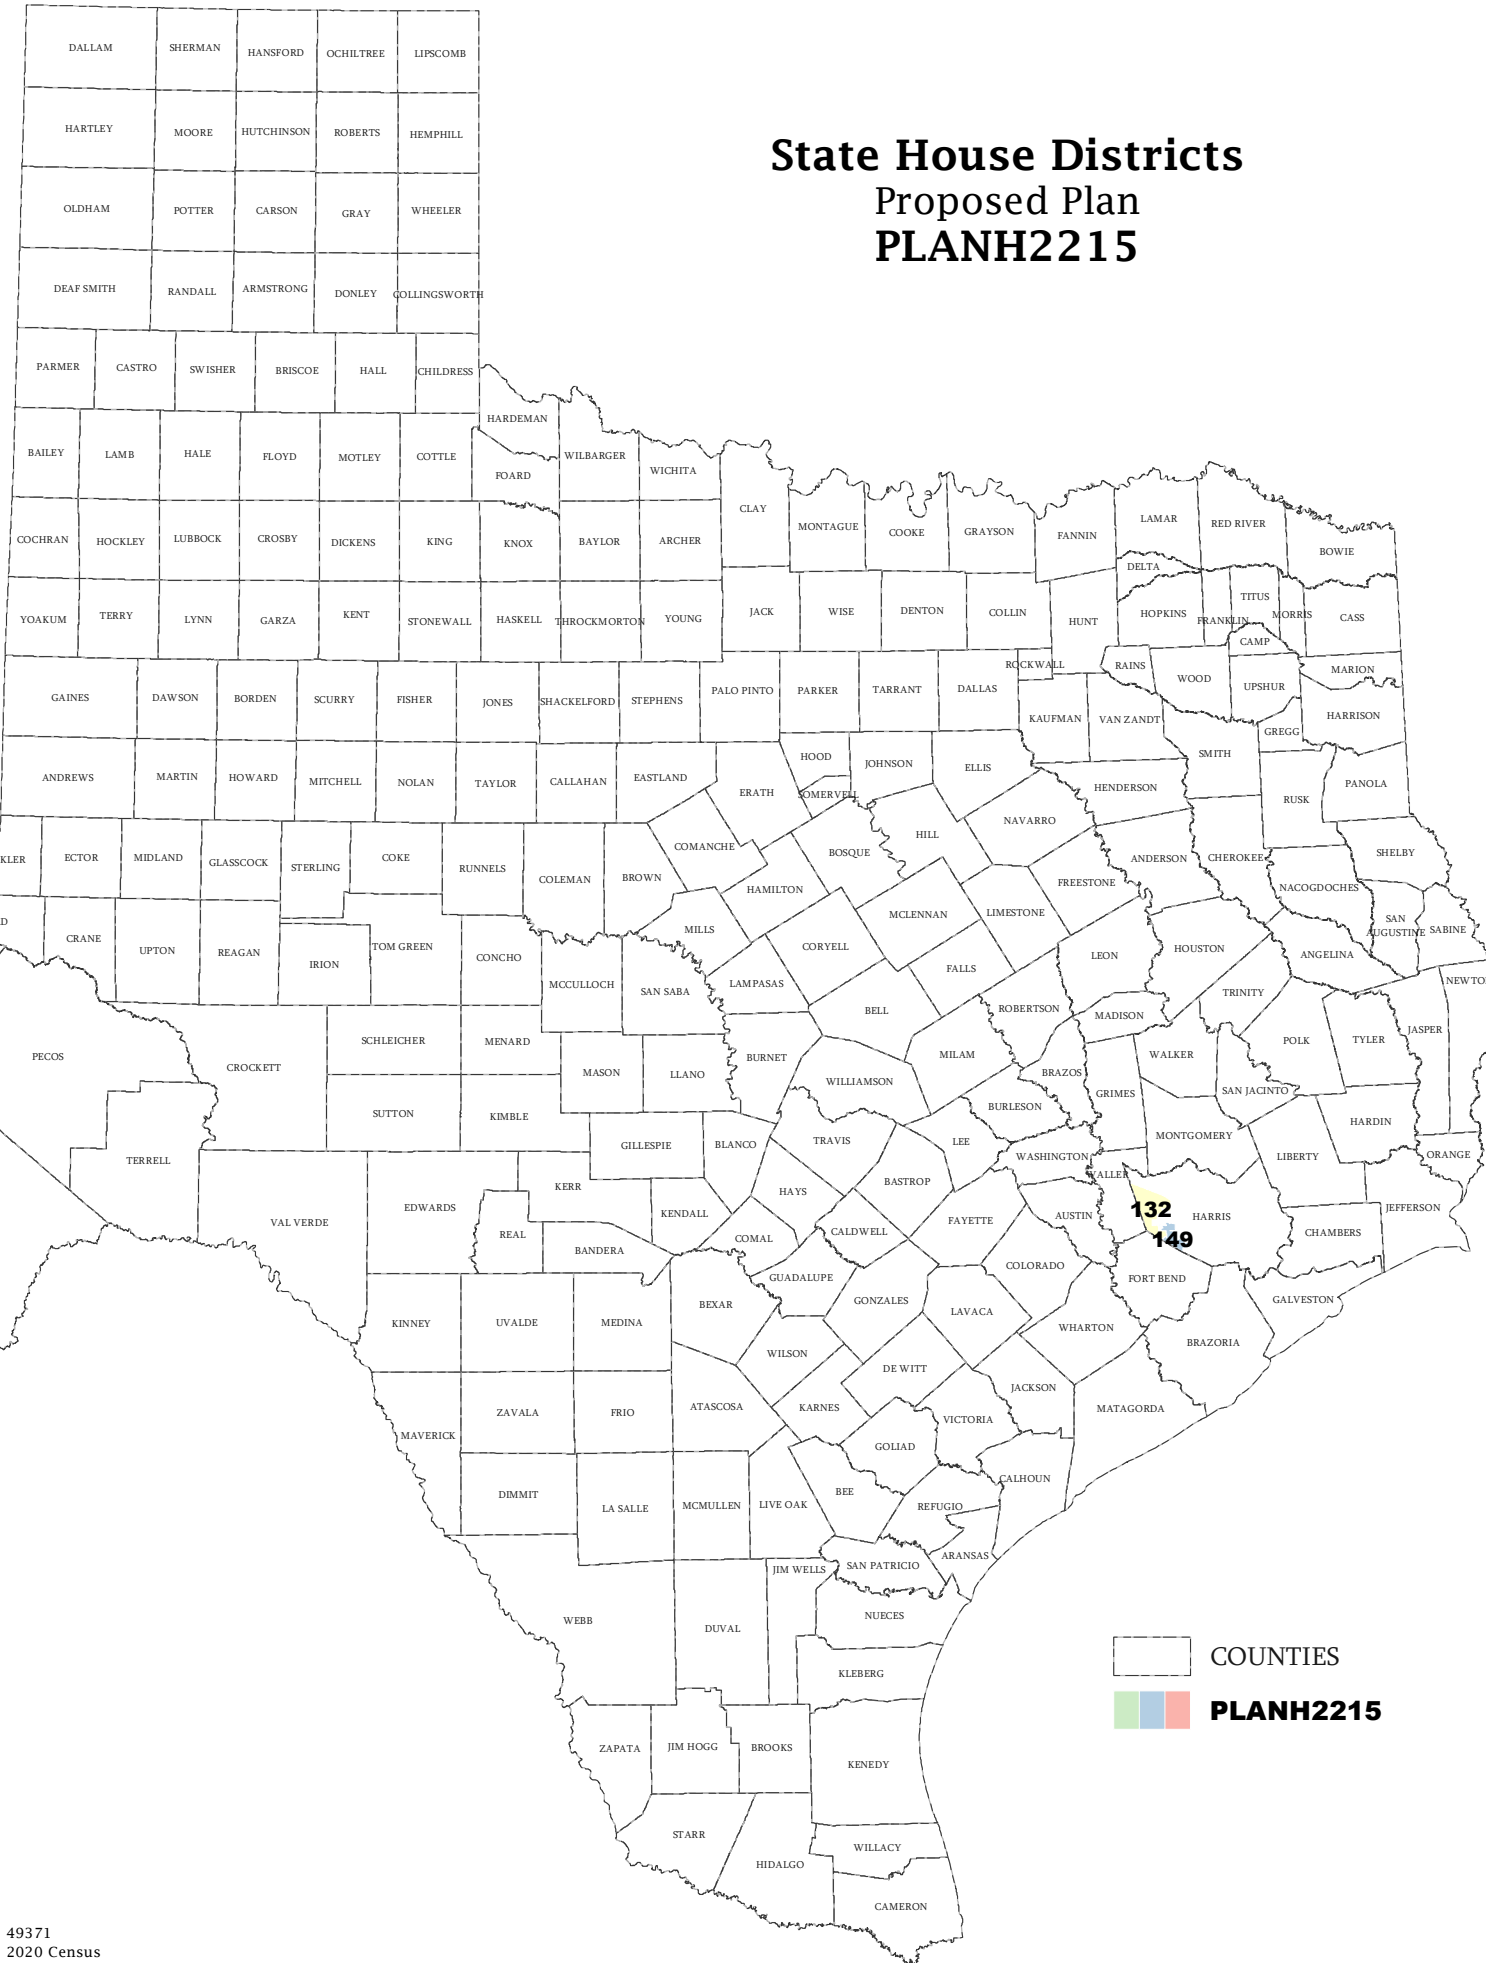 State House Districts
Proposed Plan
PLANH2215
DALLAM
SHERMAN
HANSFORD
OCHILTREE
LIPSCOMB
HARTLEY
MOORE
HUTCHINSON
ROBERTS
HEMPHILL
OLDHAM
POTTER
CARSON
GRAY
WHEELER
DEAF SMITH
RANDALL
ARMSTRONG
DONLEY
COLLINGSWORTH
PARMER
CASTRO
SWISHER
BRISCOE
HALL
CHILDRESS
HARDEMAN
BAILEY
LAMB
HALE
FLOYD
MOTLEY
COTTLE
FOARD
WILBARGER
WICHITA
CLAY
MONTAGUE
COOKE
GRAYSON
FANNIN
LAMAR
RED RIVER
BOWIE
COCHRAN
HOCKLEY
LUBBOCK
CROSBY
DICKENS
KING
KNOX
BAYLOR
ARCHER
DELTA
YOAKUM
TERRY
LYNN
GARZA
KENT
STONEWALL
HASKELL
THROCKMORTON
YOUNG
JACK
WISE
DENTON
COLLIN
HUNT
HOPKINS
FRANKLIN
TITUS
MORRIS
CASS
CAMP
ROCKWALL
RAINS
WOOD
UPSHUR
MARION
GAINES
DAWSON
BORDEN
SCURRY
FISHER
JONES
SHACKELFORD
STEPHENS
PALO PINTO
PARKER
TARRANT
DALLAS
KAUFMAN
VAN ZANDT
GREGG
HARRISON
SMITH
ANDREWS
MARTIN
HOWARD
MITCHELL
NOLAN
TAYLOR
CALLAHAN
EASTLAND
ERATH
HOOD
SOMERVELL
JOHNSON
ELLIS
HENDERSON
RUSK
PANOLA
KLER
ECTOR
MIDLAND
GLASSCOCK
STERLING
COKE
RUNNELS
COLEMAN
BROWN
COMANCHE
HAMILTON
BOSQUE
HILL
NAVARRO
FREESTONE
ANDERSON
CHEROKEE
NACOGDOCHES
SHELBY
D
CRANE
UPTON
REAGAN
IRION
TOM GREEN
CONCHO
MCCULLOCH
SAN SABA
MILLS
LAMPASAS
CORYELL
MCLENNAN
LIMESTONE
FALLS
LEON
HOUSTON
ANGELINA
SAN
AUGUSTINE
SABINE
PECOS
CROCKETT
SCHLEICHER
MENARD
MASON
LLANO
BURNET
BELL
WILLIAMSON
MILAM
ROBERTSON
MADISON
BRAZOS
GRIMES
WALKER
TRINITY
POLK
TYLER
JASPER
NEWTO
SAN JACINTO
TERRELL
SUTTON
KIMBLE
GILLESPIE
BLANCO
TRAVIS
LEE
BURLESON
WASHINGTON
MONTGOMERY
LIBERTY
HARDIN
ORANGE
WALLER
VAL VERDE
EDWARDS
REAL
KERR
BANDERA
KENDALL
COMAL
HAYS
CALDWELL
BASTROP
FAYETTE
AUSTIN
132
149
HARRIS
CHAMBERS
JEFFERSON
KINNEY
UVALDE
MEDINA
BEXAR
GUADALUPE
GONZALES
LAVACA
COLORADO
FORT BEND
GALVESTON
WHARTON
BRAZORIA
WILSON
DE WITT
JACKSON
MATAGORDA
MAVERICK
ZAVALA
FRIO
ATASCOSA
KARNES
GOLIAD
VICTORIA
CALHOUN
DIMMIT
LA SALLE
MCMULLEN
LIVE OAK
BEE
REFUGIO
ARANSAS
SAN PATRICIO
JIM WELLS
WEBB
DUVAL
NUECES
KLEBERG
ZAPATA
JIM HOGG
BROOKS
KENEDY
STARR
HIDALGO
WILLACY
CAMERON
COUNTIES
PLANH2215
49371
2020 Census